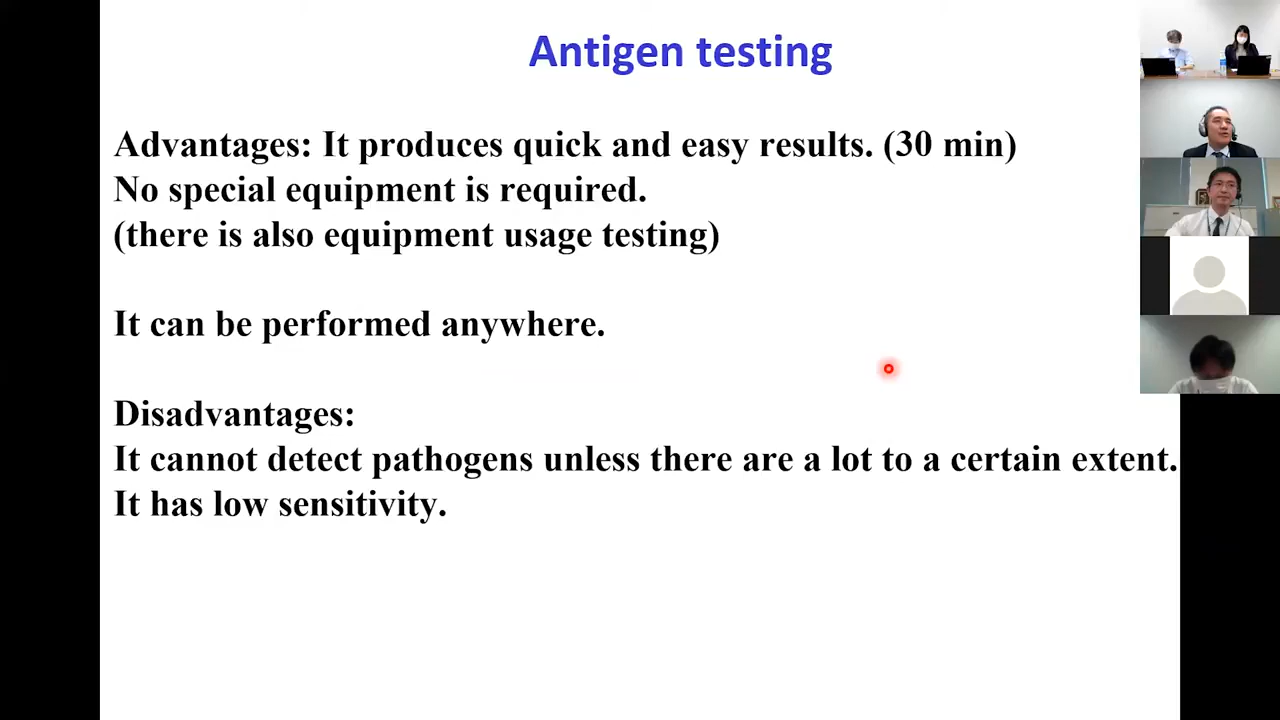 Antigen testing
Advantages: It produces quick and easy results. (30 min)
No special equipment is required.
(there is also equipment usage testing)
It can be performed anywhere.
Disadvantages:
It cannot detect pathogens unless there are a lot to a certain extent.
It has low sensitivity.